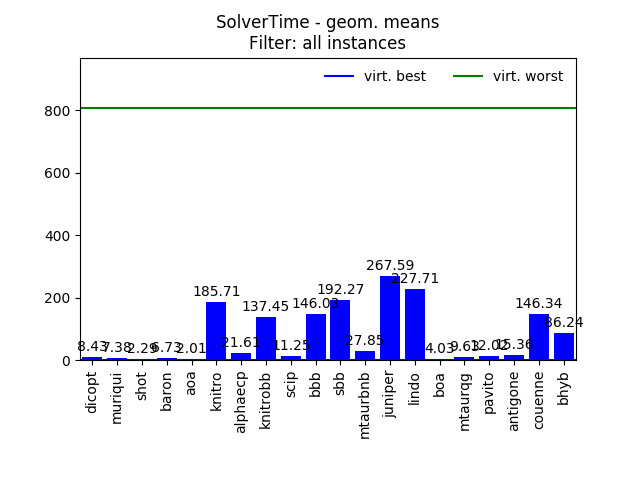 SolverTime - geom. means
Filter: all instances
virt. best
virt. worst
800
600
400
200
0
8.43
7.38
2.29
6.73
2.01
185.71
21.61
137.45
11.25
146.03
192.27
27.85
267.59
227.71
4.03
9.63
12.02
15.36
146.34
86.24
dicopt
muriqui
shot
baron
aoa
knitro
alphaecp
knitrobb
scip
bbb
sbb
mtaurbnb
juniper
lindo
boa
mtaurqg
pavito
antigone
couenne
bhyb